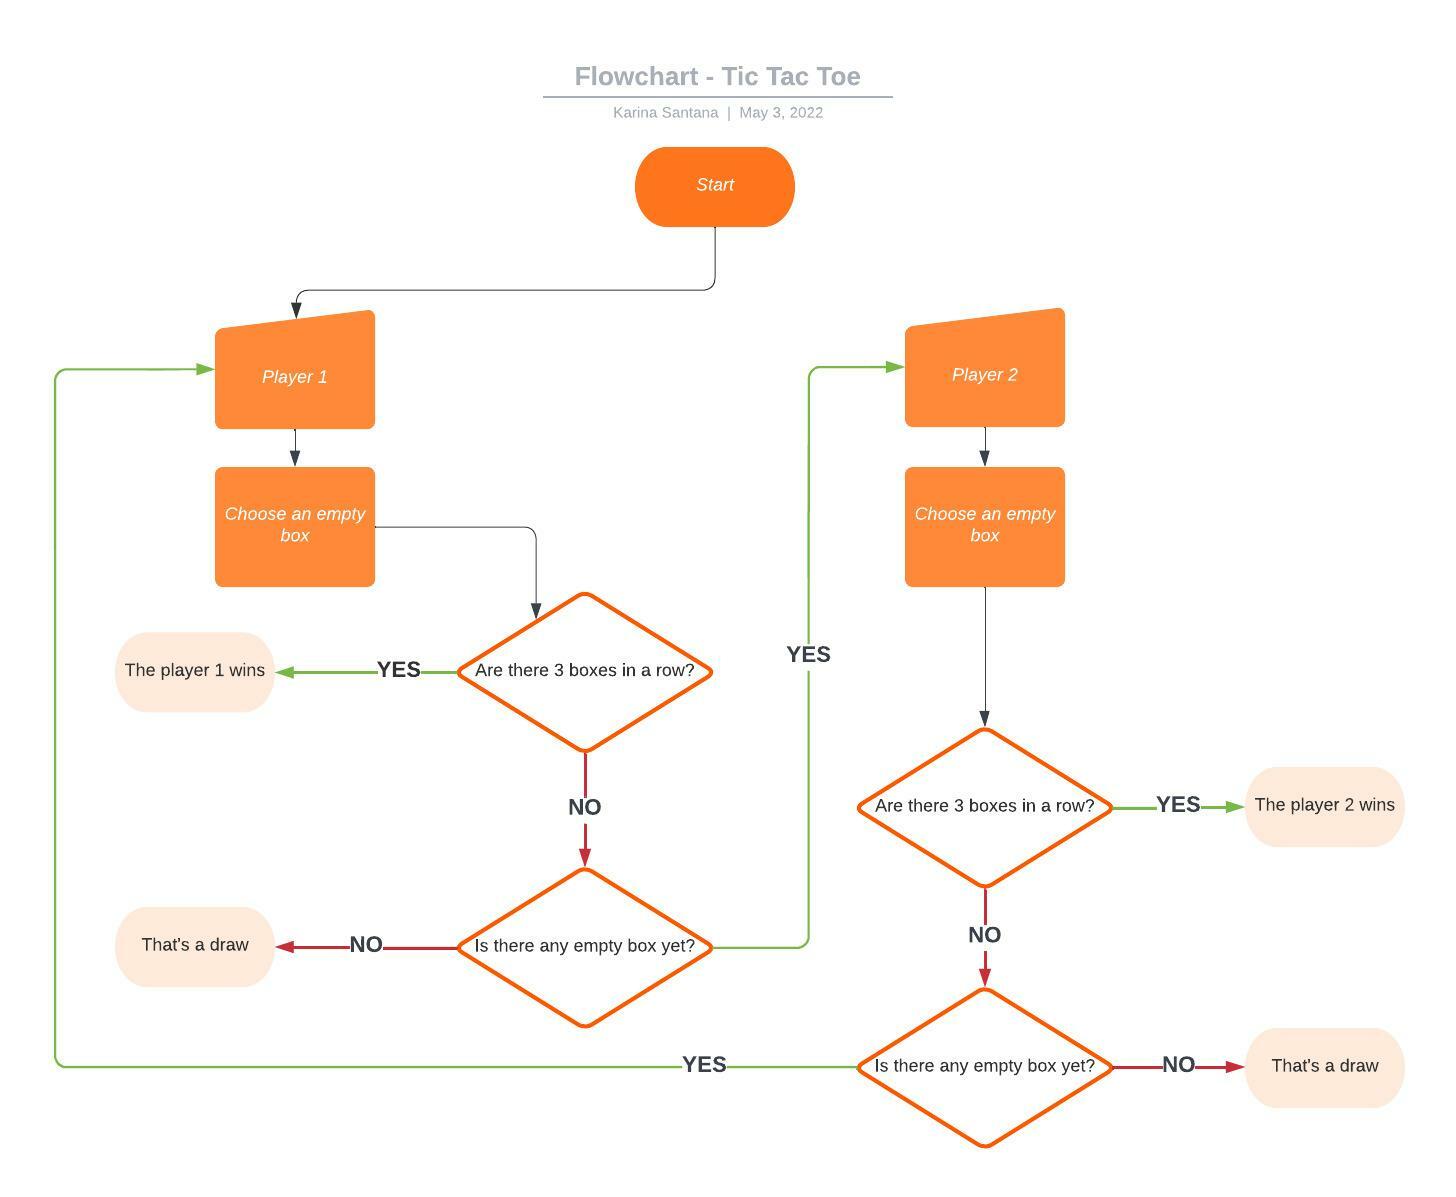 Flowchart - Tic Tac Toe
Karina Santana | May 3, 2022
Start
Player 1
Player 2
Choose an empty
box
Choose an empty
box
YES
The player 1 wins
YES
Are there 3 boxes in a row?
NO
Are there 3 boxes in a row?
YES
The player 2 wins
That's a draw
NO
Is there any empty box yet?
NO
YES
Is there any empty box yet?
NO
That's a draw